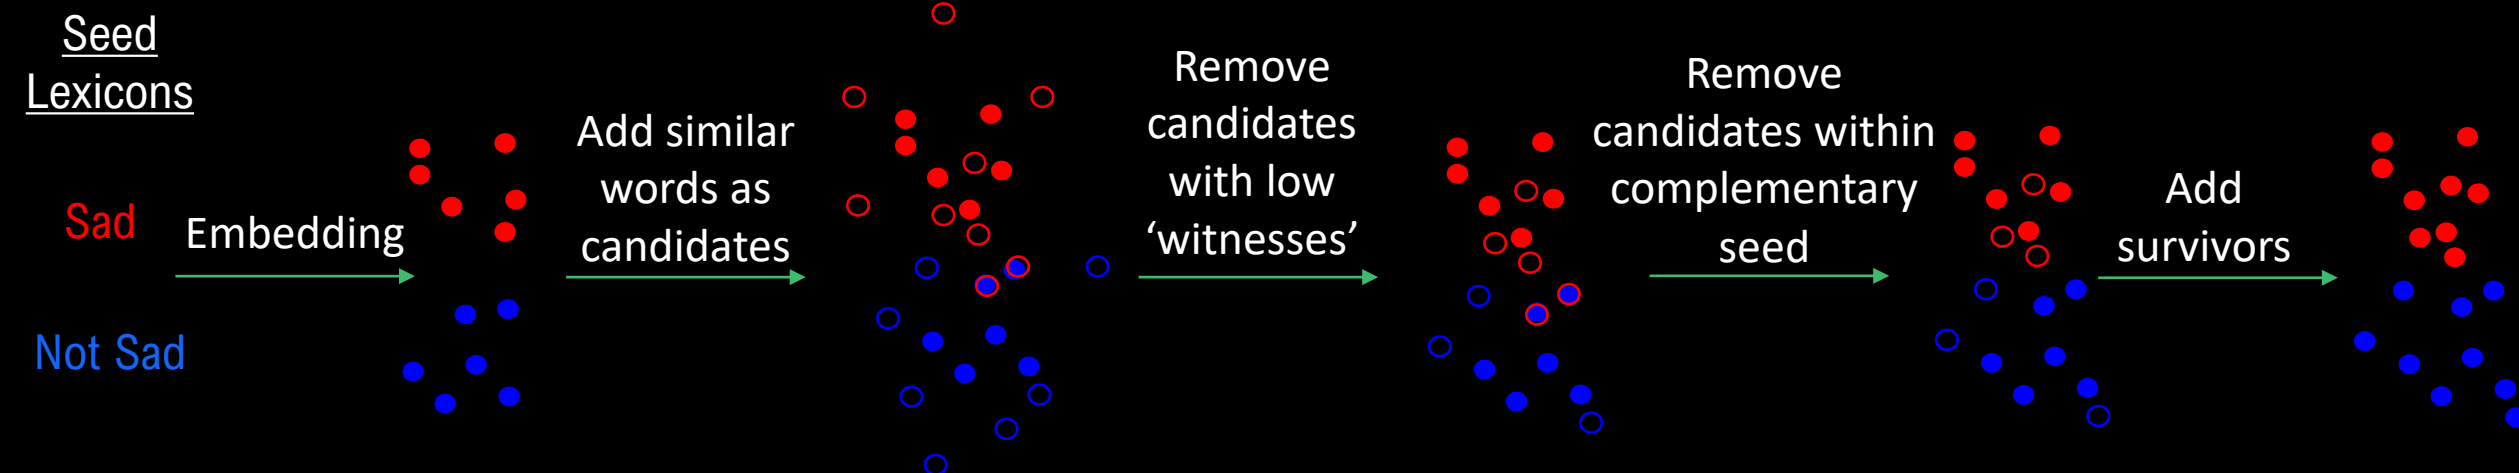 Seed
Lexicons
Sad
Not Sad
Embedding
Add similar
words as
candidates
Remove
candidates
with low
‘witnesses’
Remove
candidates within
complementary
seed
Add
survivors